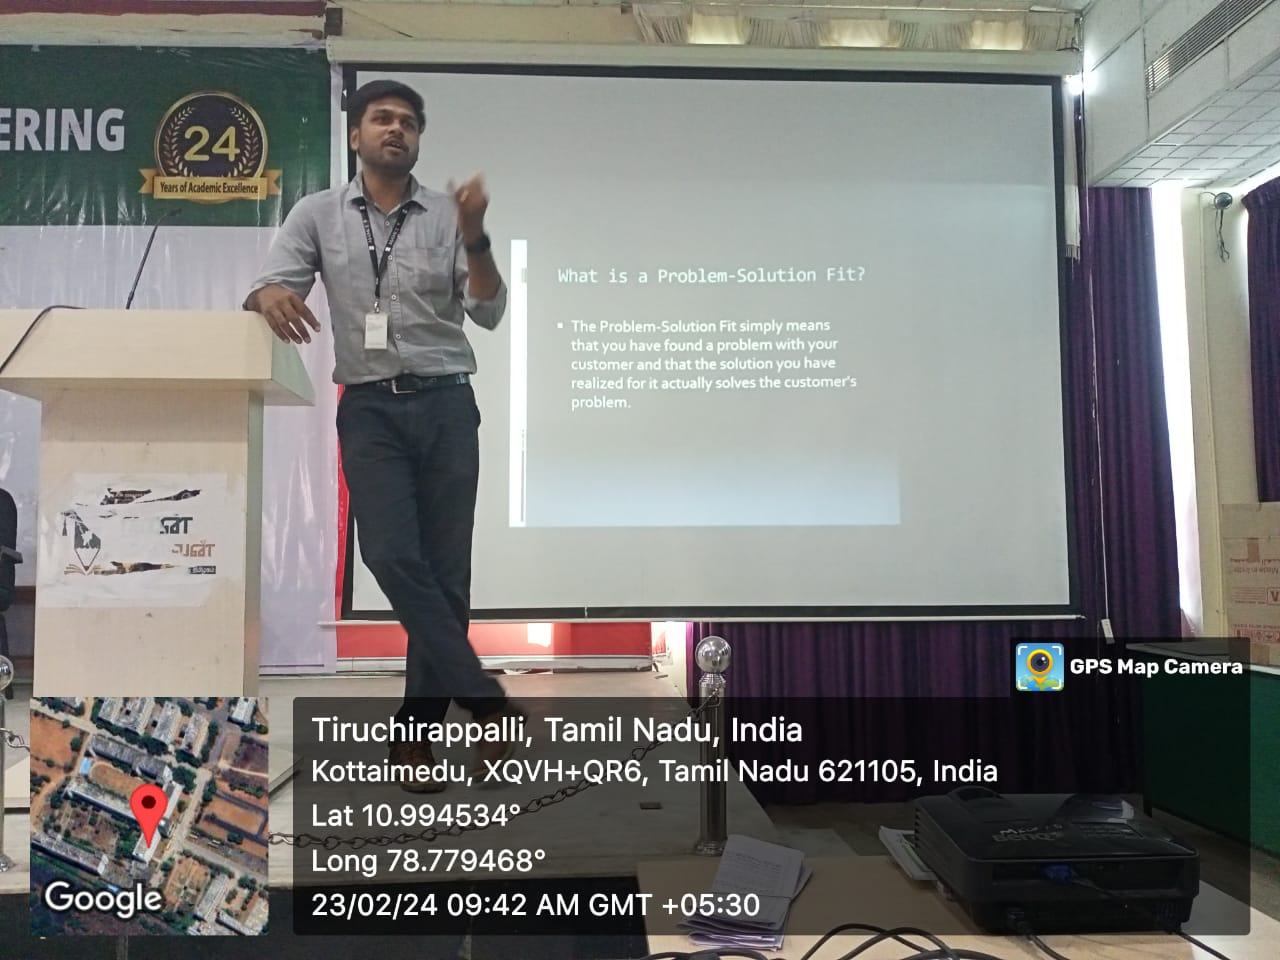 ERING
24
Years of Academic Excellence
What is a Problem-Solution Fit?
▪ The Problem-Solution Fit simply means
that you have found a problem with your
customer and that the solution you have
realized for it actually solves the customer's
problem.
GPS Map Camera
Tiruchirappalli, Tamil Nadu, India
Kottaimedu, XQVH+QR6, Tamil Nadu 621105, India
Lat 10.994534°
Long 78.779468°
23/02/24 09:42 AM GMT +05:30
Google